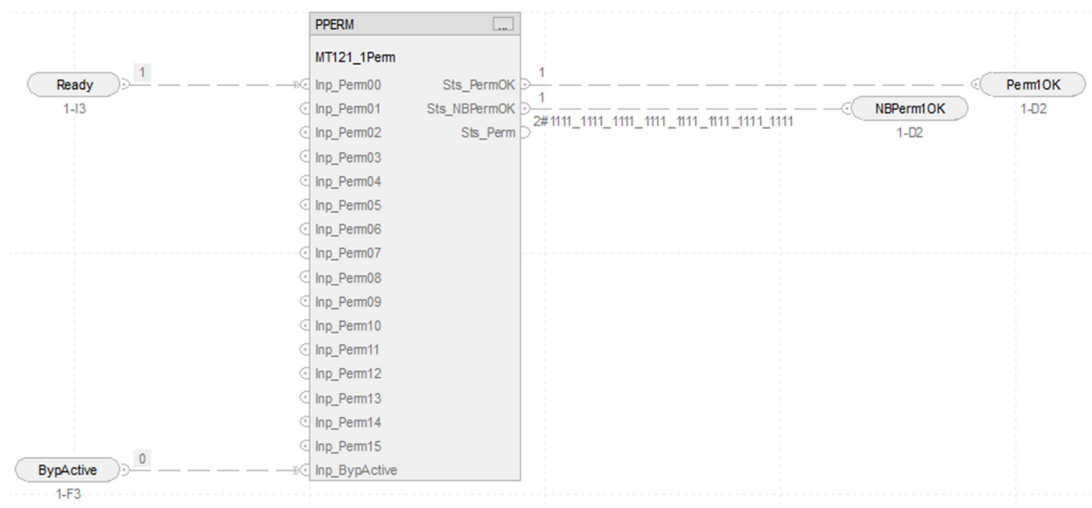 PPERM
...
MT121_1Perm
Ready 1 Inp_Perm00 Sts_PermOK 1 Perm1OK
1-I3 Inp_Perm01 Sts_NBPermOK 1 NBPerm1OK 1-D2
Inp_Perm02 Sts_Perm 2#1111_1111_1111_1111_1111_1111_1111_1111 1-D2
Inp_Perm03
Inp_Perm04
Inp_Perm05
Inp_Perm06
Inp_Perm07
Inp_Perm08
Inp_Perm09
Inp_Perm10
Inp_Perm11
Inp_Perm12
Inp_Perm13
Inp_Perm14
Inp_Perm15
BypActive 0 Inp_BypActive
1-F3